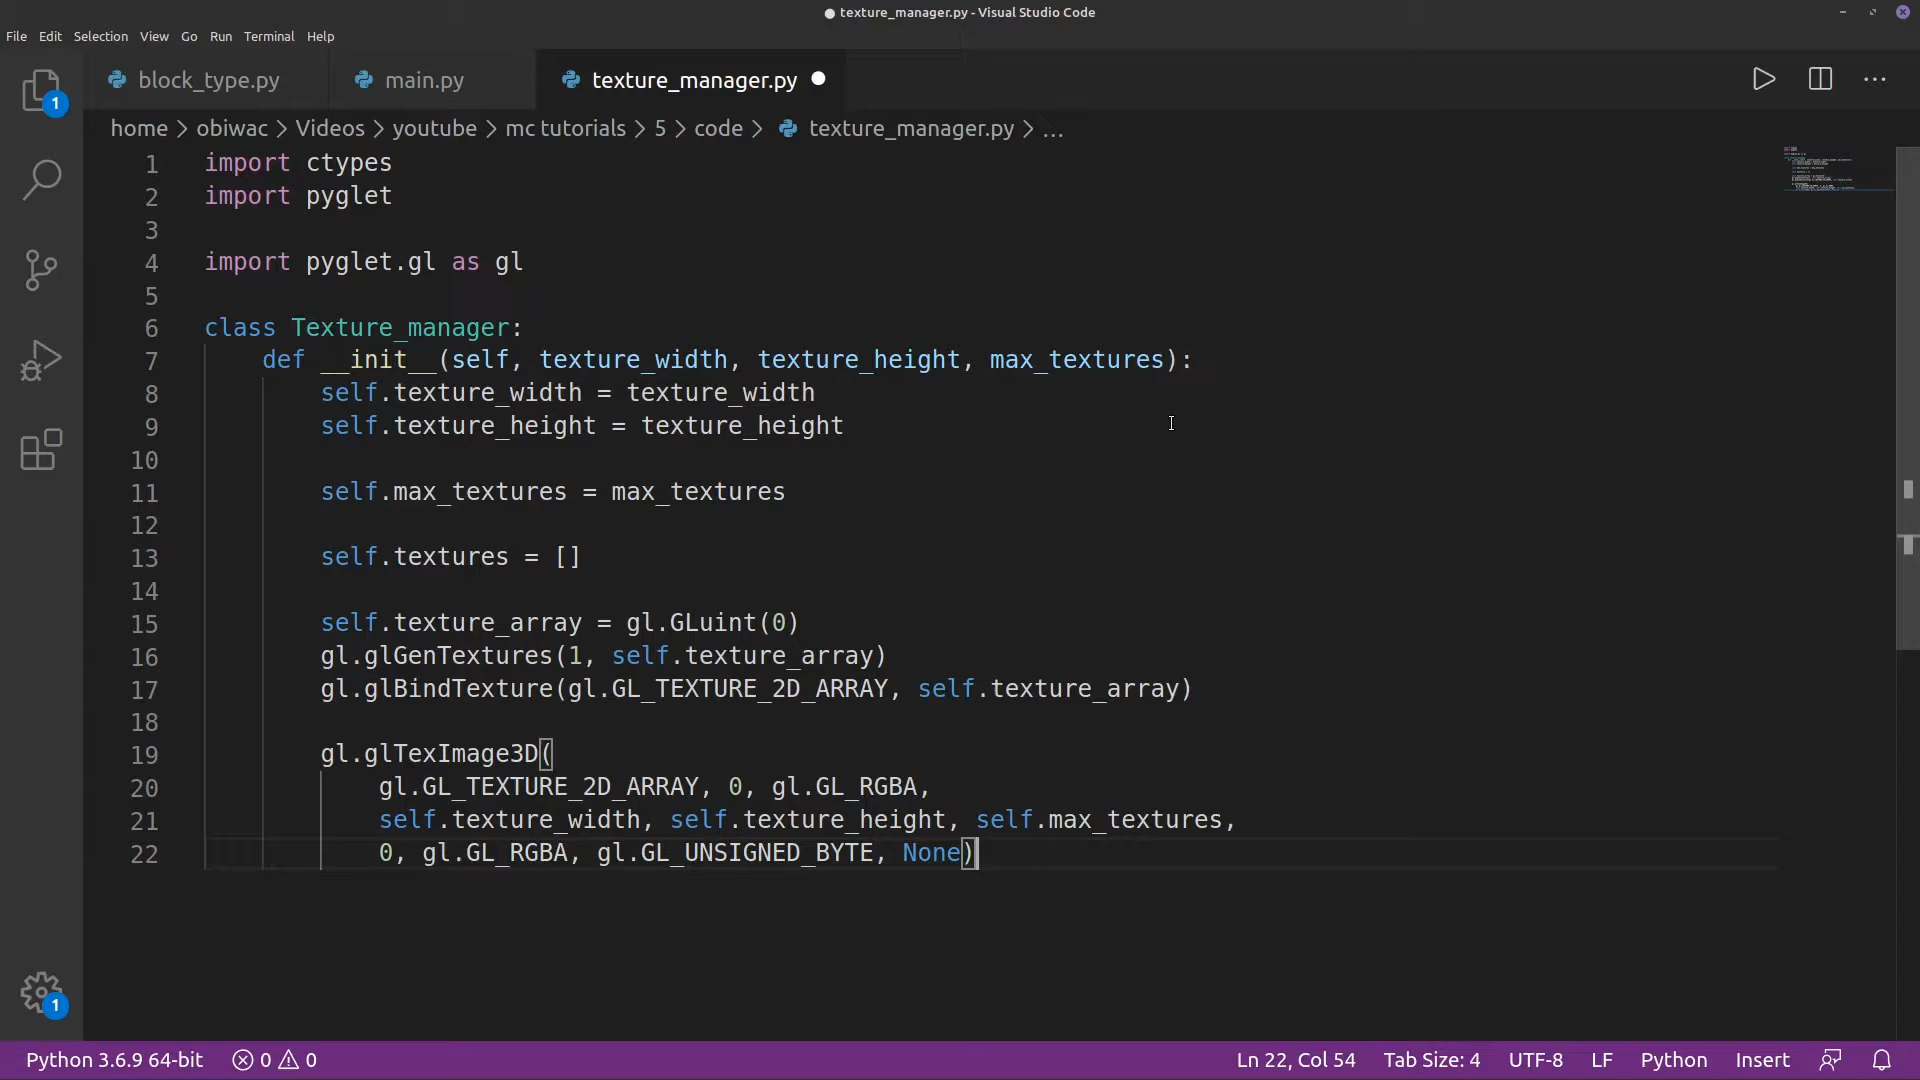 texture_manager.py - Visual Studio Code
File Edit Selection View Go Run Terminal Help
block_type.py main.py texture_manager.py
1
home > obiwac > Videos > youtube > mc tutorials > 5 > code > texture_manager.py > ...
1 import ctypes
2 import pyglet
3
4 import pyglet.gl as gl
5
6 class Texture_manager:
7 def __init__(self, texture_width, texture_height, max_textures):
8 self.texture_width = texture_width
9 self.texture_height = texture_height
10
11 self.max_textures = max_textures
12
13 self.textures = []
14
15 self.texture_array = gl.GLuint(0)
16 gl.glGenTextures(1, self.texture_array)
17 gl.glBindTexture(gl.GL_TEXTURE_2D_ARRAY, self.texture_array)
18
19 gl.glTexImage3D(
20 gl.GL_TEXTURE_2D_ARRAY, 0, gl.GL_RGBA,
21 self.texture_width, self.texture_height, self.max_textures,
22 0, gl.GL_RGBA, gl.GL_UNSIGNED_BYTE, None)
1
Python 3.6.9 64-bit 0 0 Ln 22, Col 54 Tab Size: 4 UTF-8 LF Python Insert